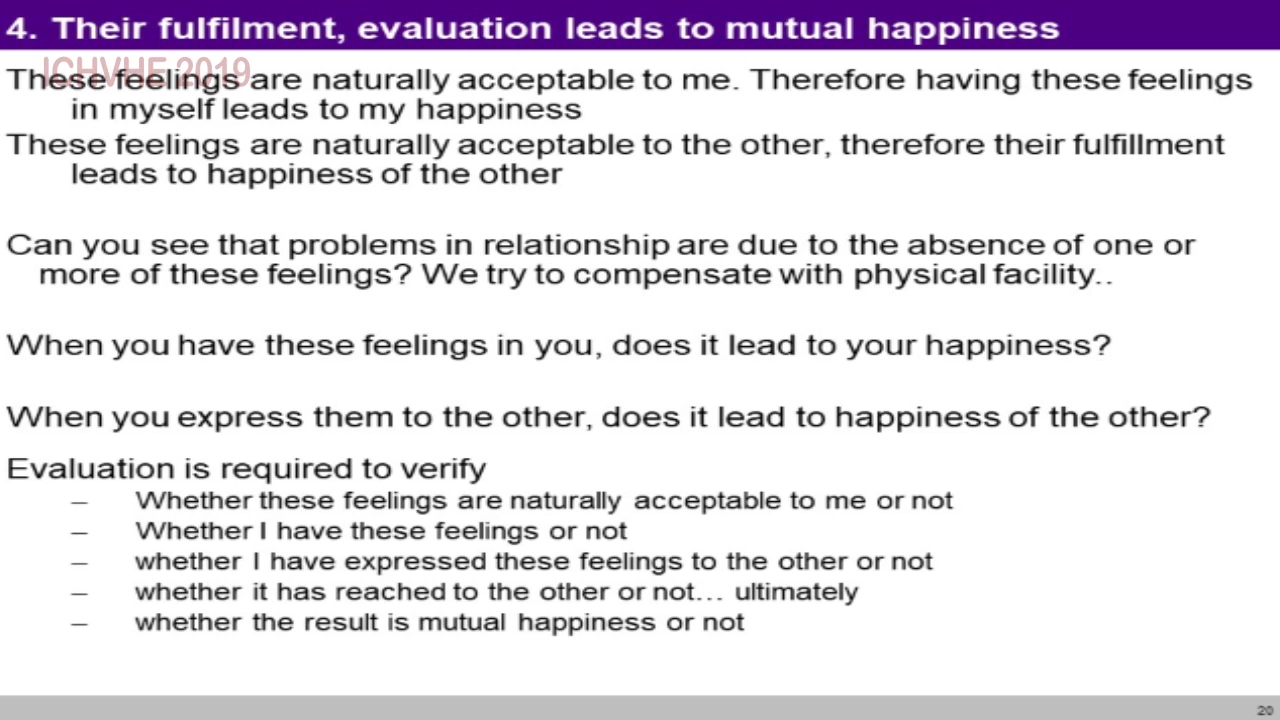 4. Their fulfilment, evaluation leads to mutual happiness
ICHVHE 2019
These feelings are naturally acceptable to me. Therefore having these feelings
in myself leads to my happiness
These feelings are naturally acceptable to the other, therefore their fulfillment
leads to happiness of the other
Can you see that problems in relationship are due to the absence of one or
more of these feelings? We try to compensate with physical facility..
When you have these feelings in you, does it lead to your happiness?
When you express them to the other, does it lead to happiness of the other?
Evaluation is required to verify
– Whether these feelings are naturally acceptable to me or not
– Whether I have these feelings or not
– whether I have expressed these feelings to the other or not
– whether it has reached to the other or not… ultimately
– whether the result is mutual happiness or not
20